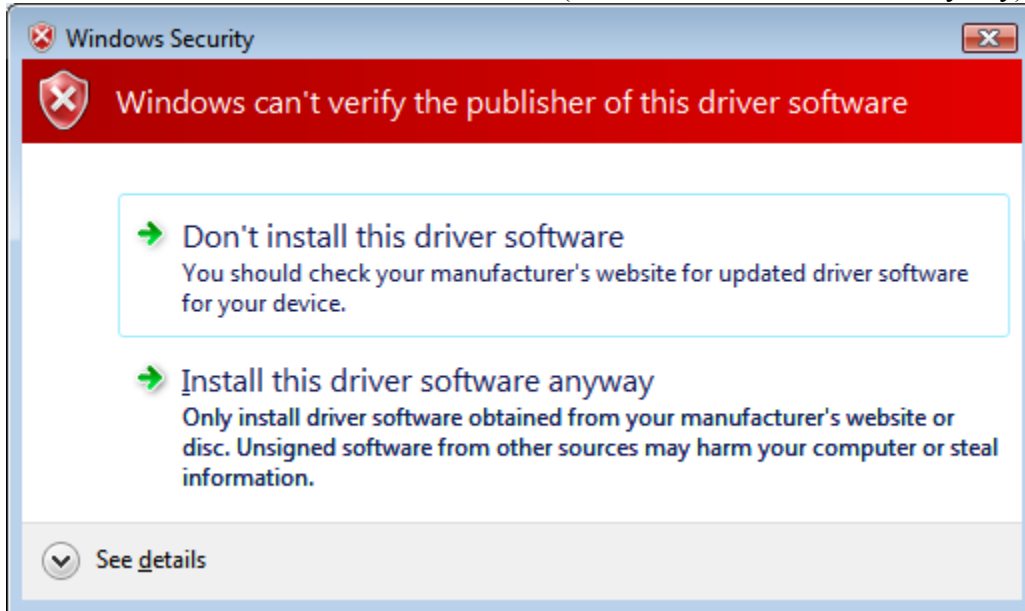 Windows Security
Windows can't verify the publisher of this driver software
Don't install this driver software
You should check your manufacturer's website for updated driver software
for your device.
Install this driver software anyway
Only install driver software obtained from your manufacturer's website or
disc. Unsigned software from other sources may harm your computer or steal
information.
See details